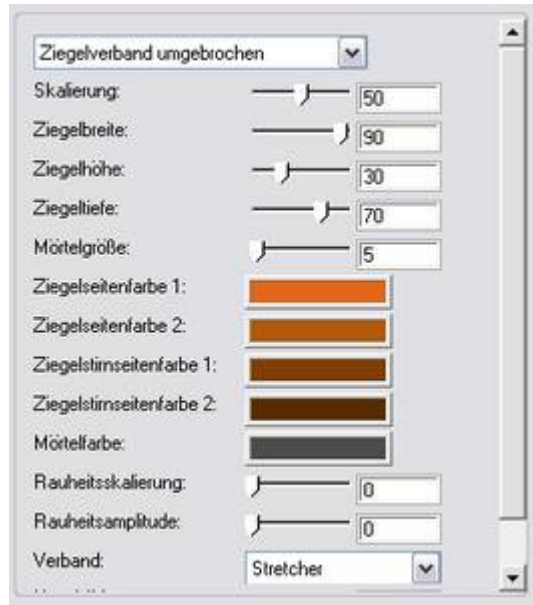 Ziegelverband umgebrochen
Skalierung: 50
Ziegelbreite: 90
Ziegelhöhe: 30
Ziegeltiefe: 70
Mörtelgröße: 5
Ziegelseitenfarbe 1:
Ziegelseitenfarbe 2:
Ziegelstirnseitenfarbe 1:
Ziegelstirnseitenfarbe 2:
Mörtelfarbe:
Rauheitsskalierung: 0
Rauheitsamplitude: 0
Verband: Stretcher